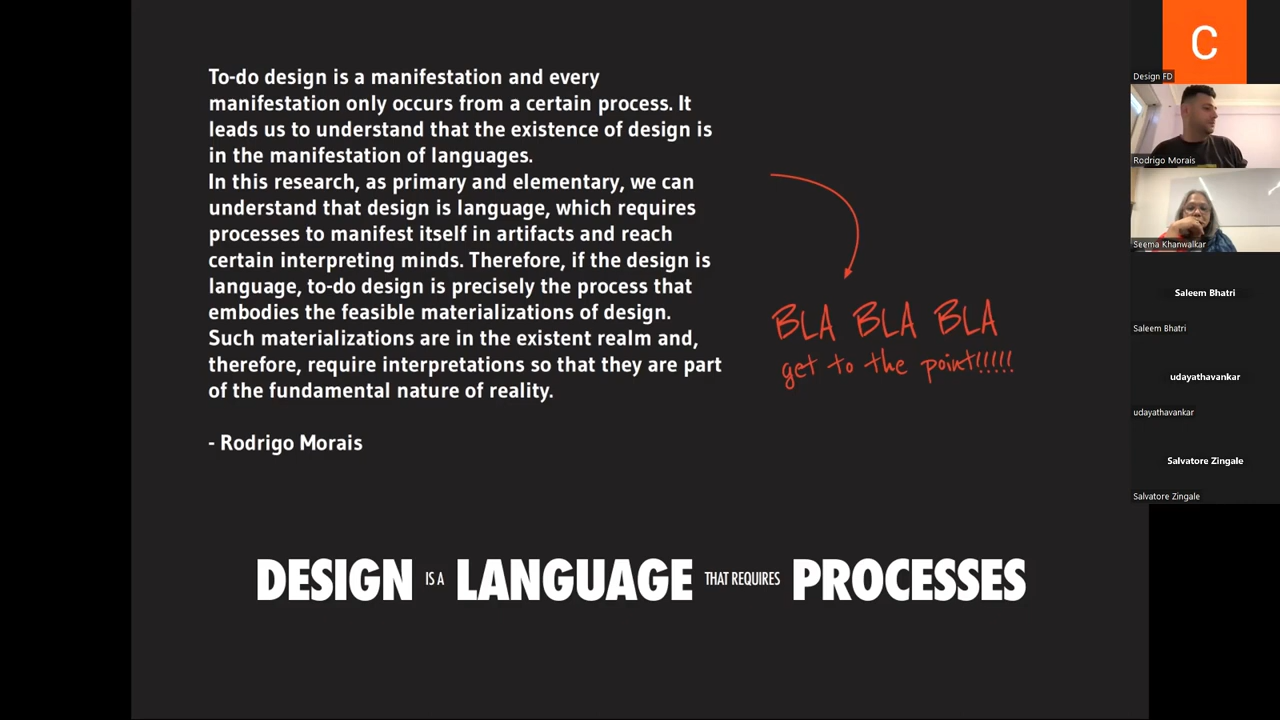 To-do design is a manifestation and every
manifestation only occurs from a certain process. It
leads us to understand that the existence of design is
in the manifestation of languages.
In this research, as primary and elementary, we can
understand that design is language, which requires
processes to manifest itself in artifacts and reach
certain interpreting minds. Therefore, if the design is
language, to-do design is precisely the process that
embodies the feasible materializations of design.
Such materializations are in the existent realm and,
therefore, require interpretations so that they are part
of the fundamental nature of reality.
- Rodrigo Morais
BLA BLA BLA
get to the point!!!!!
DESIGN IS A LANGUAGE THAT REQUIRES PROCESSES
C
Design FD
Rodrigo Morais
Seema Khanwalkar
Saleem Bhatri
Saleem Bhatri
udayathavankar
udayathavankar
Salvatore Zingale
Salvatore Zingale